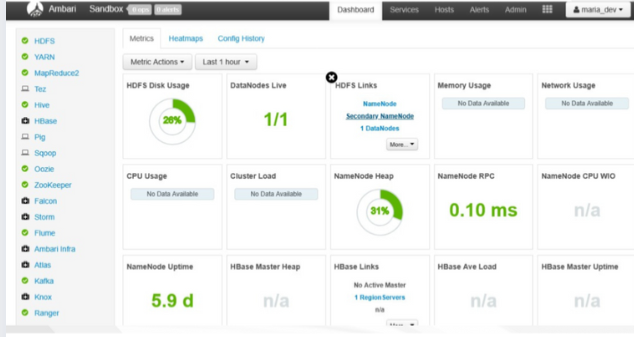 Ambari Sandbox 0 ops 0 alerts Dashboard Services Hosts Alerts Admin maria_dev
HDFS
YARN
MapReduce2
Tez
Hive
HBase
Pig
Sqoop
Oozie
ZooKeeper
Falcon
Storm
Flume
Ambari Infra
Atlas
Kafka
Knox
Ranger
Metrics Heatmaps Config History
Metric Actions Last 1 hour
HDFS Disk Usage
26%
DataNodes Live
1/1
HDFS Links
NameNode
Secondary NameNode
1 DataNodes
More...
Memory Usage
No Data Available
Network Usage
No Data Available
CPU Usage
No Data Available
Cluster Load
No Data Available
NameNode Heap
31%
NameNode RPC
0.10 ms
NameNode CPU WIO
n/a
NameNode Uptime
5.9 d
HBase Master Heap
n/a
HBase Links
No Active Master
1 RegionServers
n/a
More...
HBase Ave Load
n/a
HBase Master Uptime
n/a